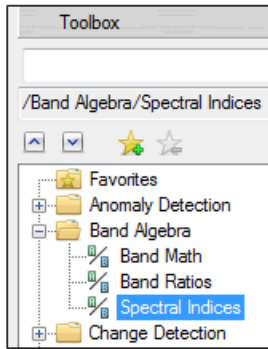 Toolbox
/Band Algebra/Spectral Indices
Favorites
Anomaly Detection
Band Algebra
Band Math
Band Ratios
Spectral Indices
Change Detection